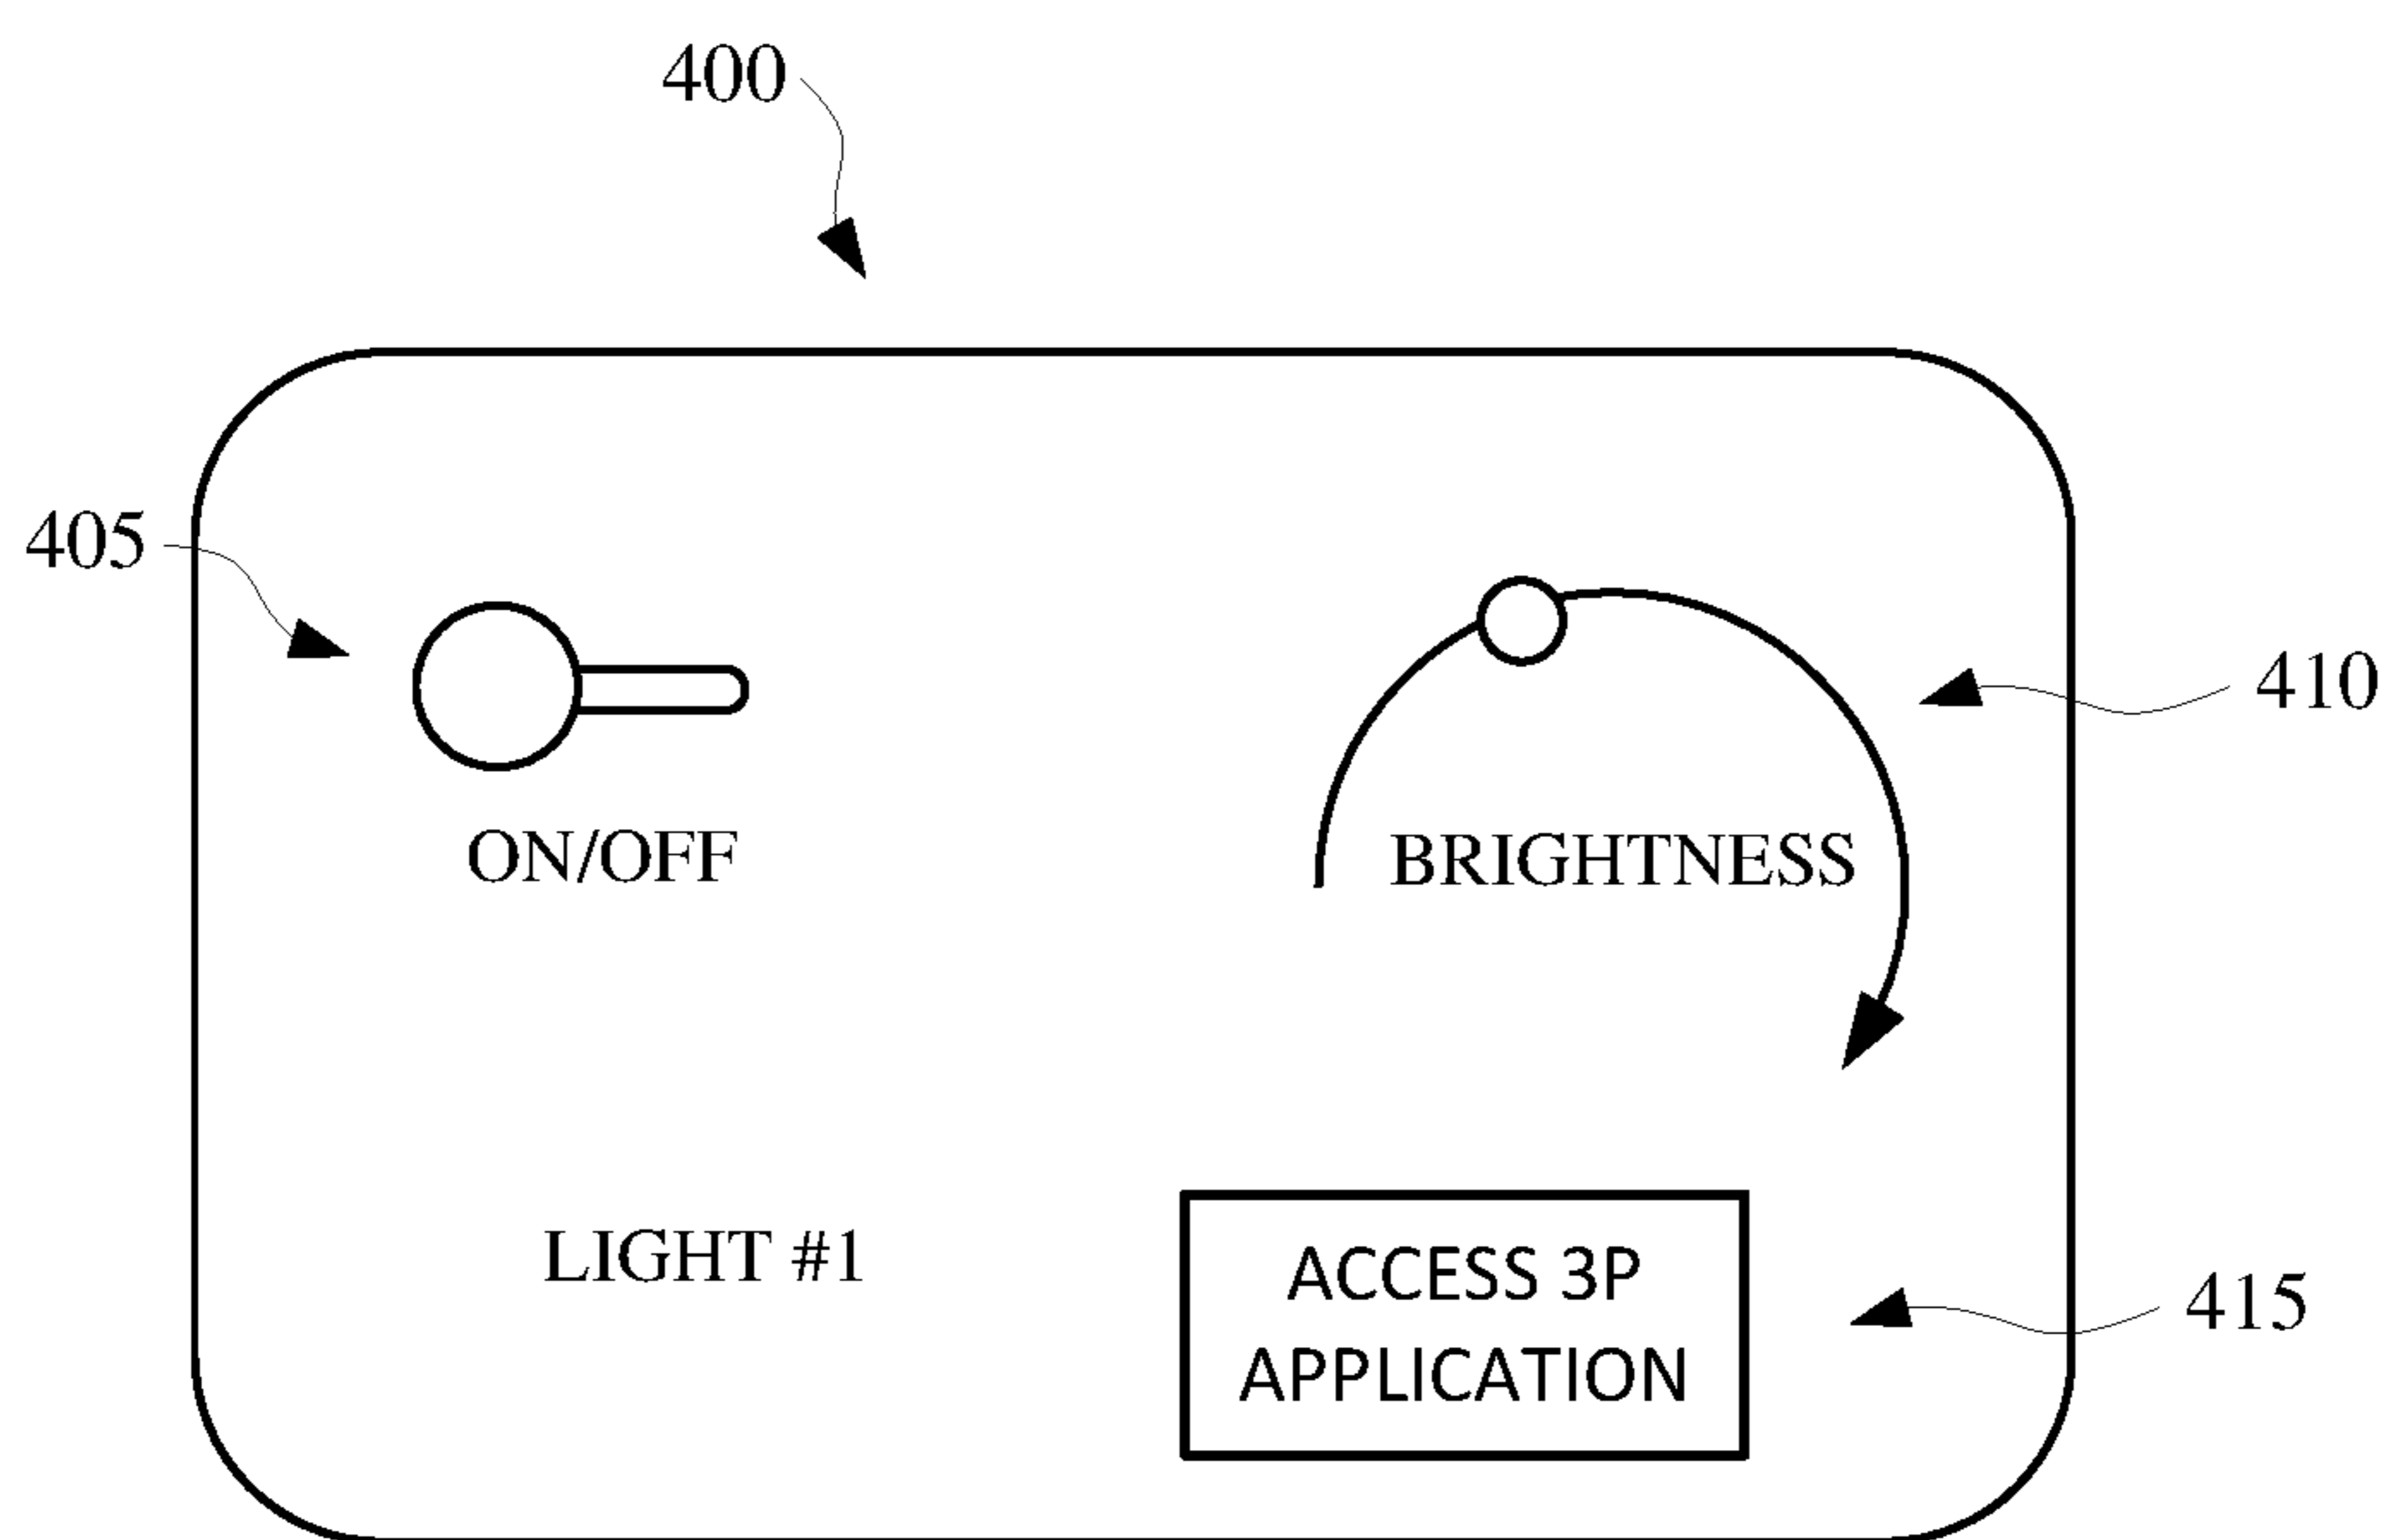 400
405
410
ON/OFF
BRIGHTNESS
LIGHT #1
ACCESS 3P
APPLICATION
415